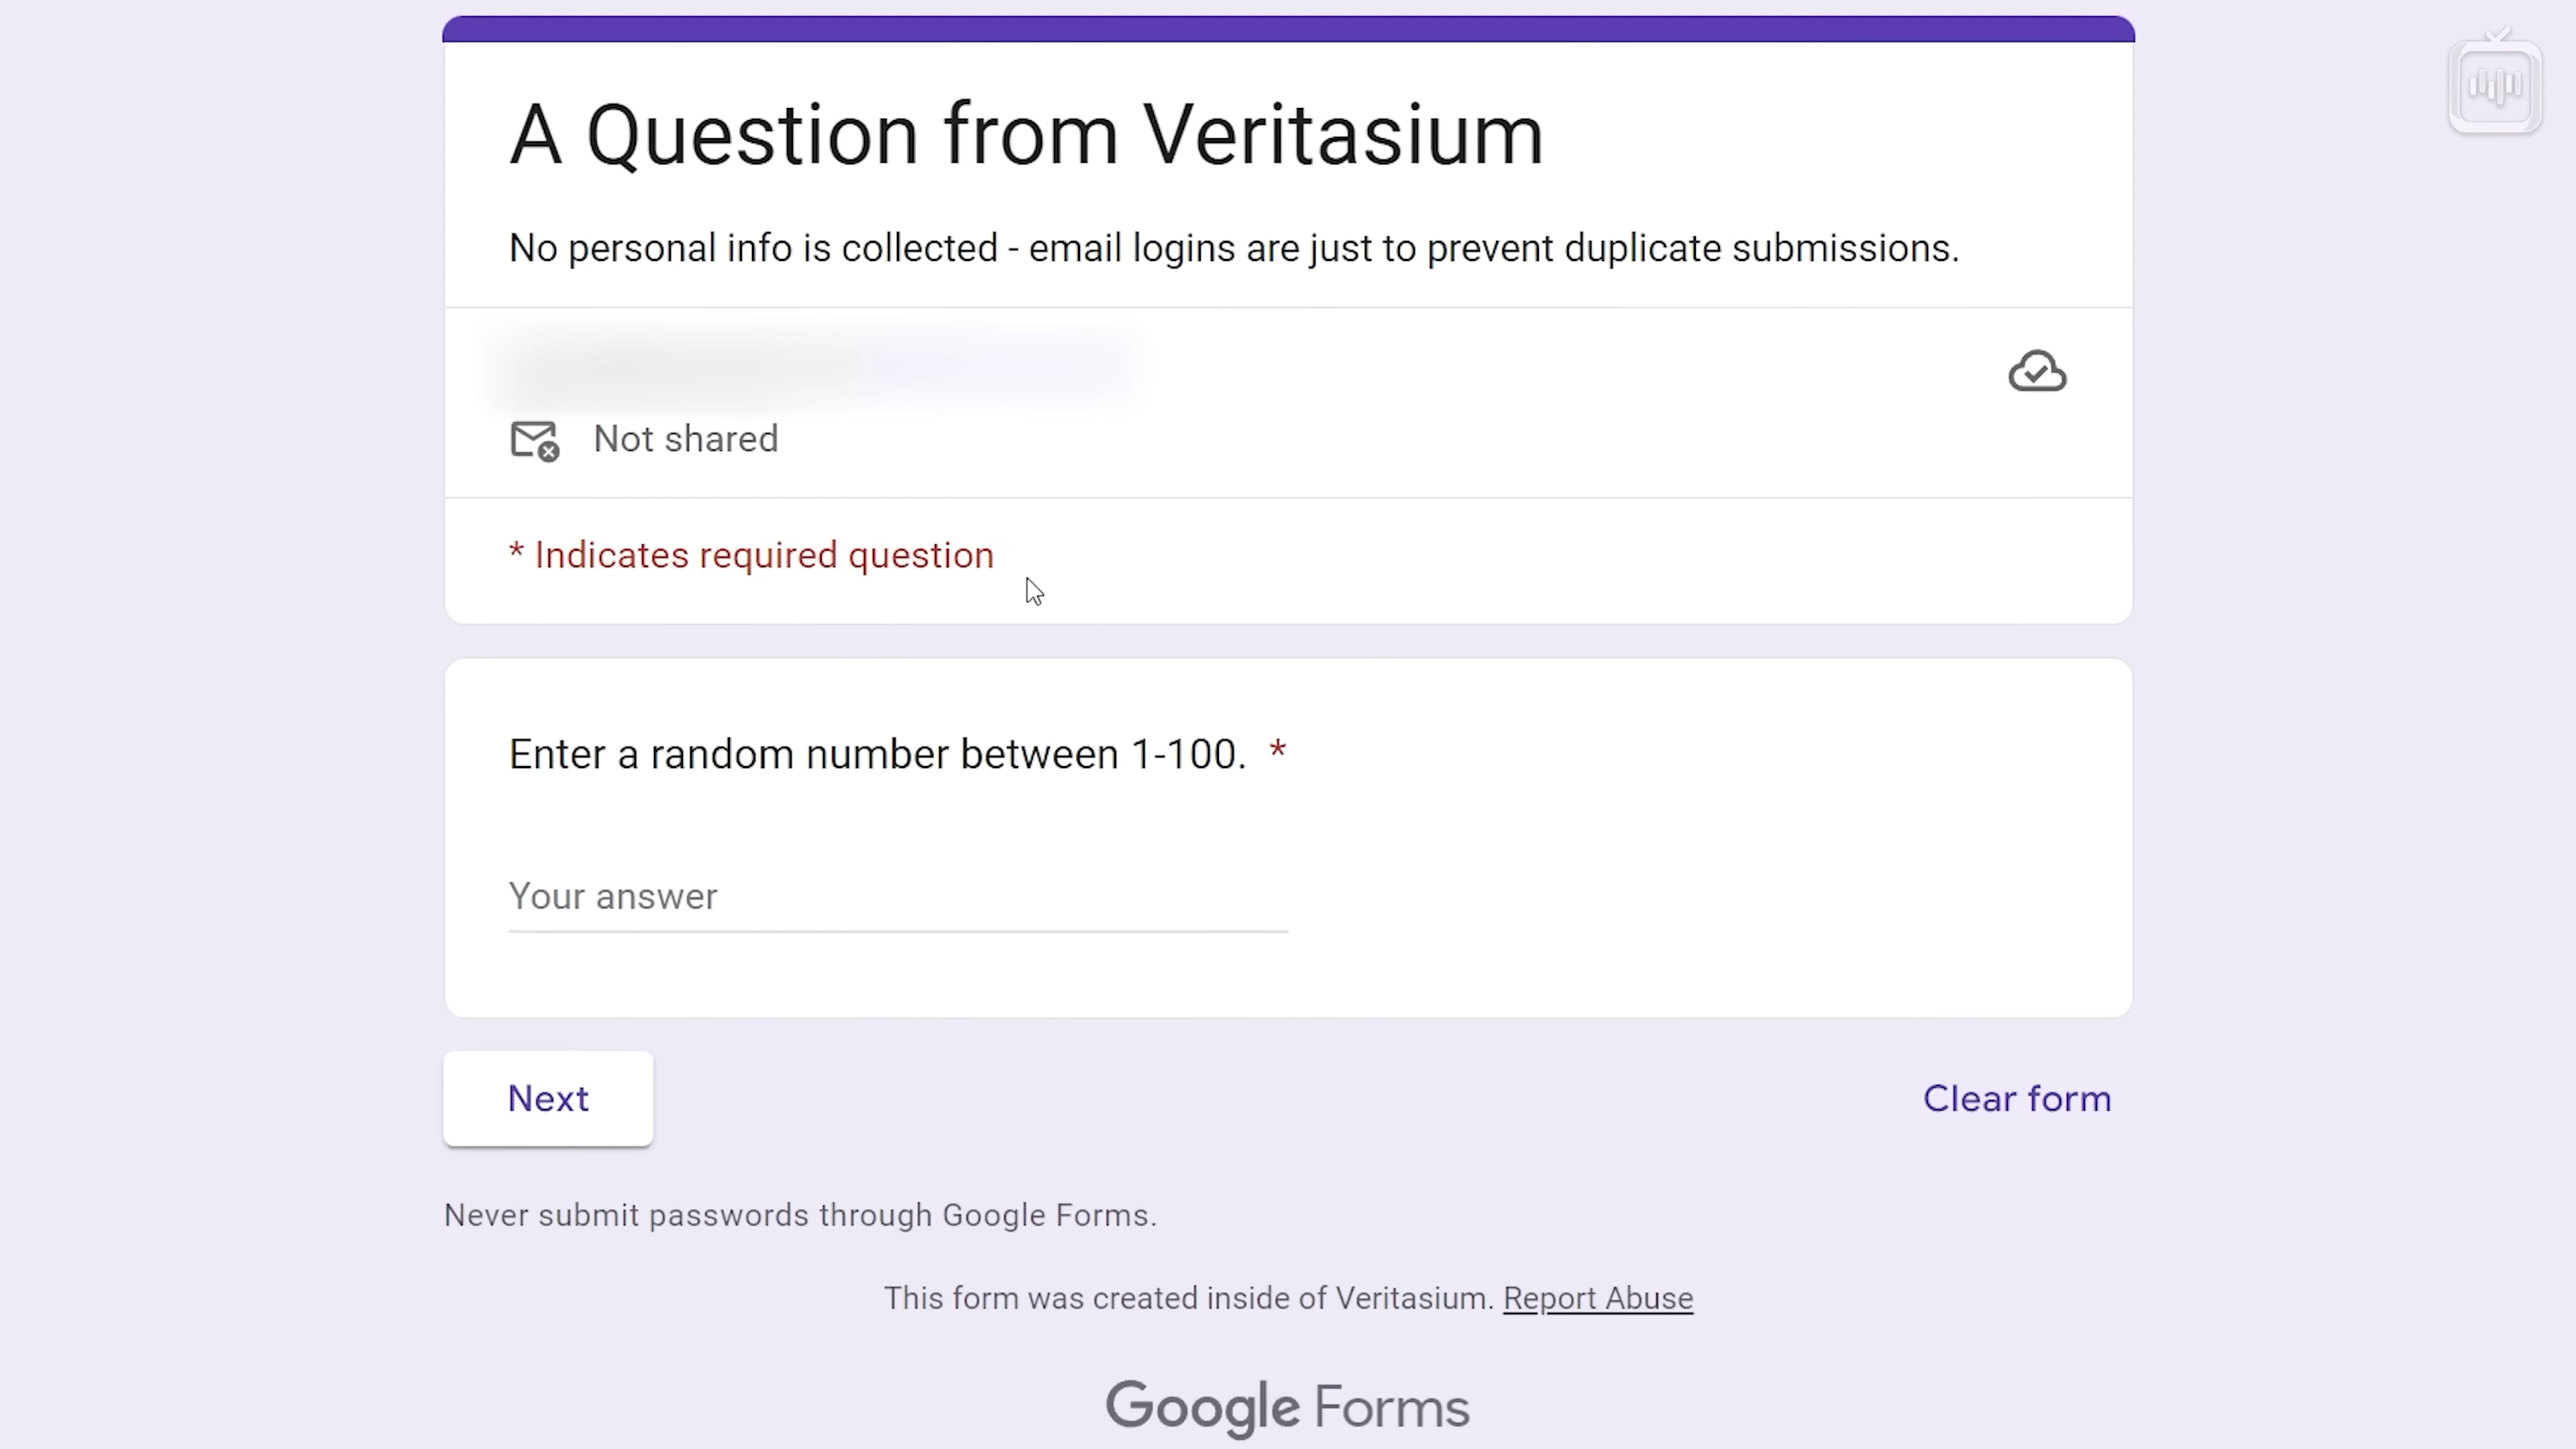 A Question from Veritasium
No personal info is collected - email logins are just to prevent duplicate submissions.
Not shared
* Indicates required question
Enter a random number between 1-100. *
Your answer
Next
Clear form
Never submit passwords through Google Forms.
This form was created inside of Veritasium. Report Abuse
Google Forms